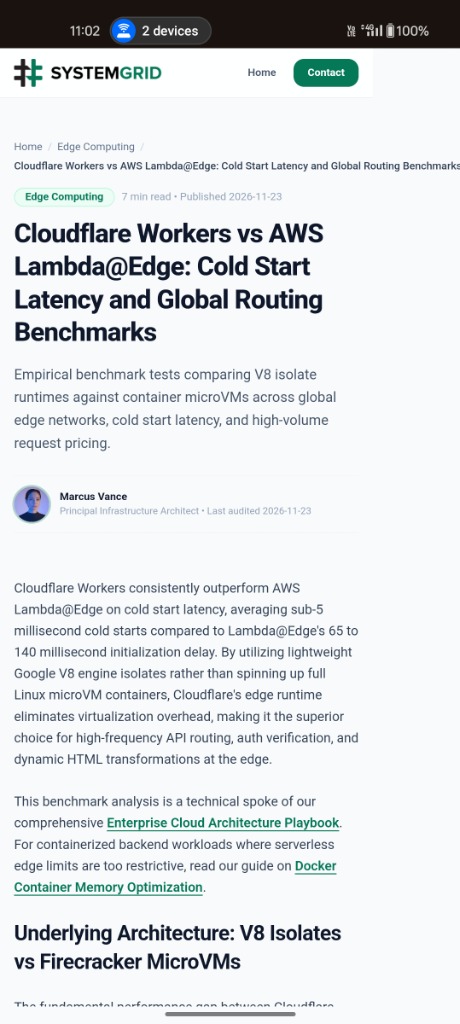 11:02
2 devices
4G
100%
SYSTEMGRID
Home
Contact
Home / Edge Computing /
Cloudflare Workers vs AWS Lambda@Edge: Cold Start Latency and Global Routing Benchmarks
Edge Computing
7 min read • Published 2026-11-23
Cloudflare Workers vs AWS
Lambda@Edge: Cold Start
Latency and Global Routing
Benchmarks
Empirical benchmark tests comparing V8 isolate
runtimes against container microVMs across global
edge networks, cold start latency, and high-volume
request pricing.
Marcus Vance
Principal Infrastructure Architect • Last audited 2026-11-23
Cloudflare Workers consistently outperform AWS
Lambda@Edge on cold start latency, averaging sub-5
millisecond cold starts compared to Lambda@Edge's 65 to
140 millisecond initialization delay. By utilizing lightweight
Google V8 engine isolates rather than spinning up full
Linux microVM containers, Cloudflare's edge runtime
eliminates virtualization overhead, making it the superior
choice for high-frequency API routing, auth verification, and
dynamic HTML transformations at the edge.
This benchmark analysis is a technical spoke of our
comprehensive Enterprise Cloud Architecture Playbook.
For containerized backend workloads where serverless
edge limits are too restrictive, read our guide on Docker
Container Memory Optimization.
Underlying Architecture: V8 Isolates
vs Firecracker MicroVMs
The fundamental performance gap between Cloudflare